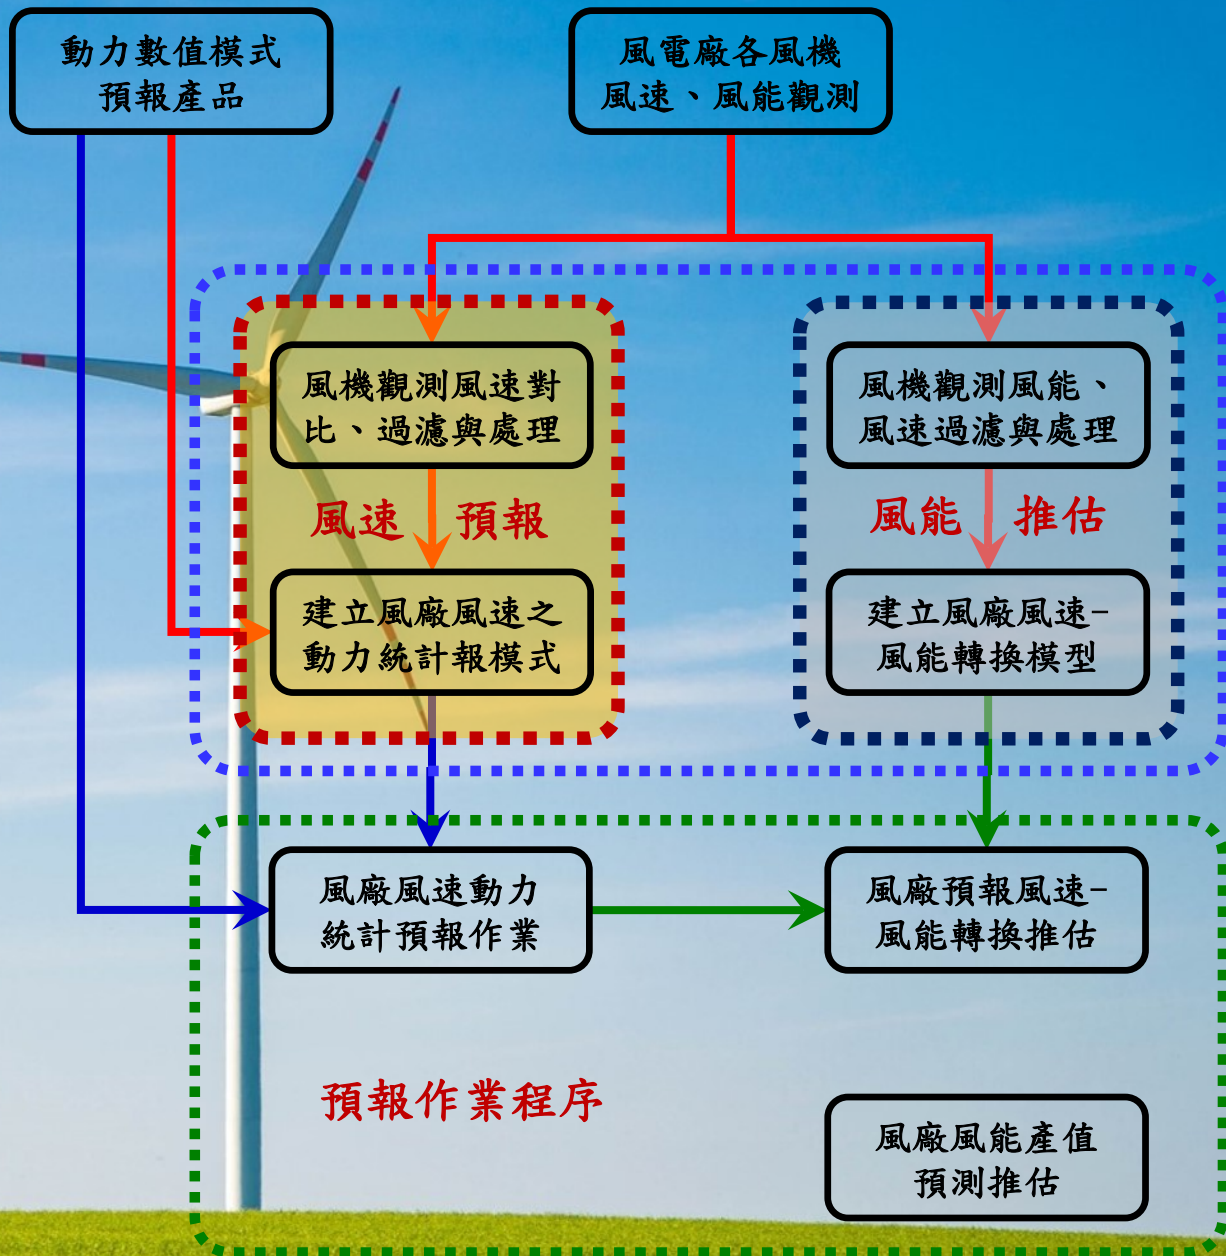 動力數值模式
預報產品
風電廠各風機
風速、風能觀測
風機觀測風速對
比、過濾與處理
風機觀測風能、
風速過濾與處理
風速 預報
風能 推估
建立風廠風速之
動力統計報模式
建立風廠風速-
風能轉換模型
風廠風速動力
統計預報作業
風廠預報風速-
風能轉換推估
預報作業程序
風廠風能產值
預測推估